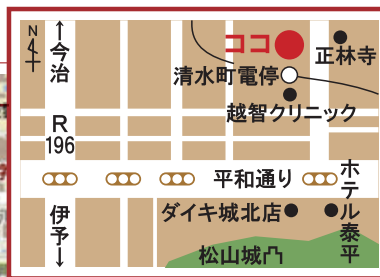 N
↑今治
ココ
正林寺
清水町電停
越智クリニック
R
196
平和通り
ホテル泰平
伊予↓
ダイキ城北店
松山城